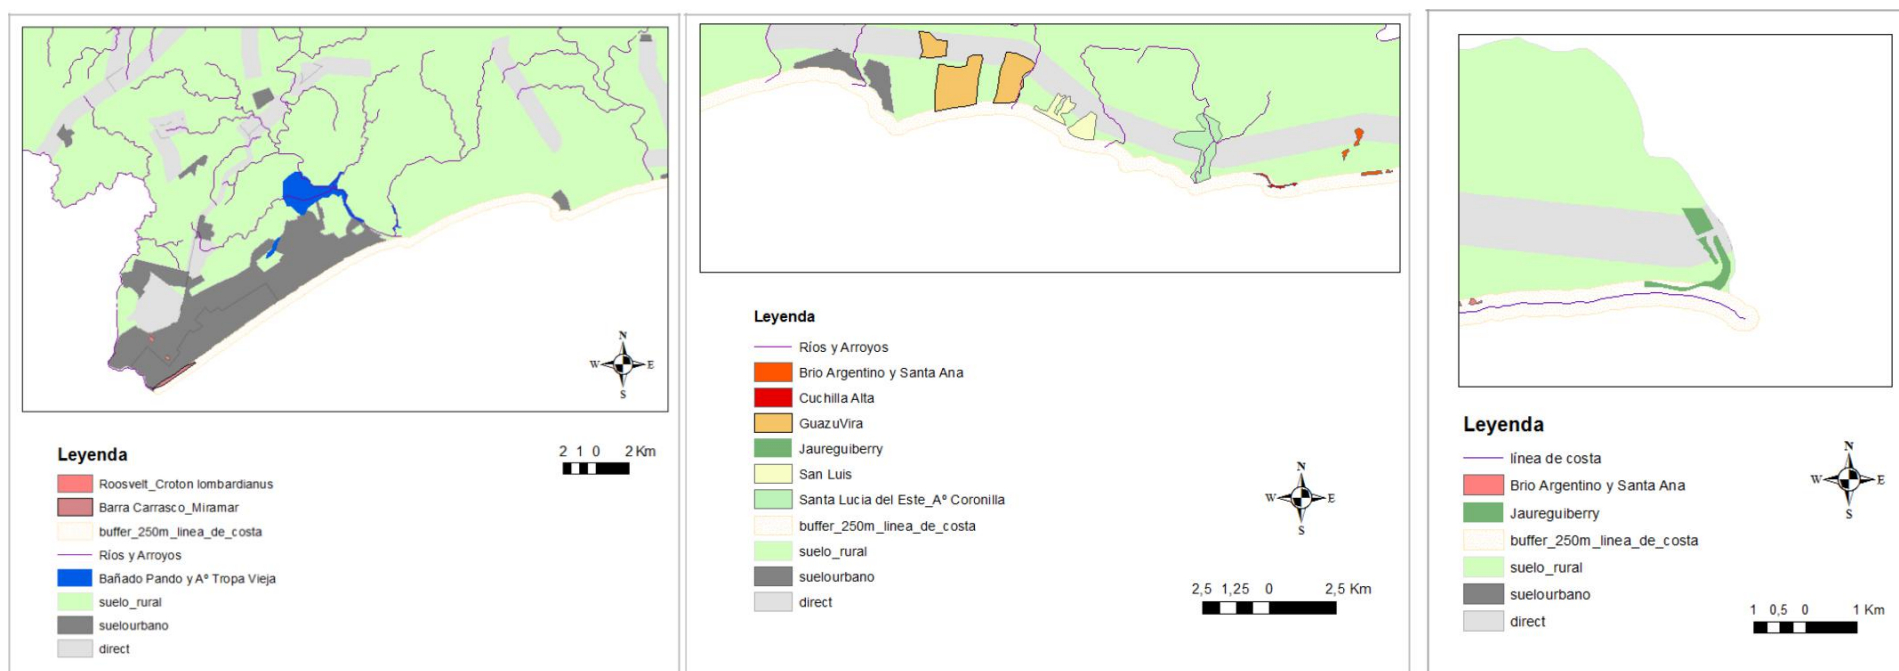 N
W E
S
Leyenda
2 1 0 2 Km
Roosvelt_Croton lombardianus
Barra Carrasco_Miramar
buffer_250m_linea_de_costa
Ríos y Arroyos
Bañado Pando y Aº Tropa Vieja
suelo_rural
suelourbano
direct
Leyenda
Ríos y Arroyos
Brio Argentino y Santa Ana
Cuchilla Alta
GuazuVira
Jaureguiberry
San Luis
Santa Lucia del Este_Aº Coronilla
buffer_250m_linea_de_costa
suelo_rural
suelourbano
direct
N
W E
S
2,5 1,25 0 2,5 Km
Leyenda
línea de costa
Brio Argentino y Santa Ana
Jaureguiberry
buffer_250m_linea_de_costa
suelo_rural
suelourbano
direct
N
W E
S
1 0,5 0 1 Km